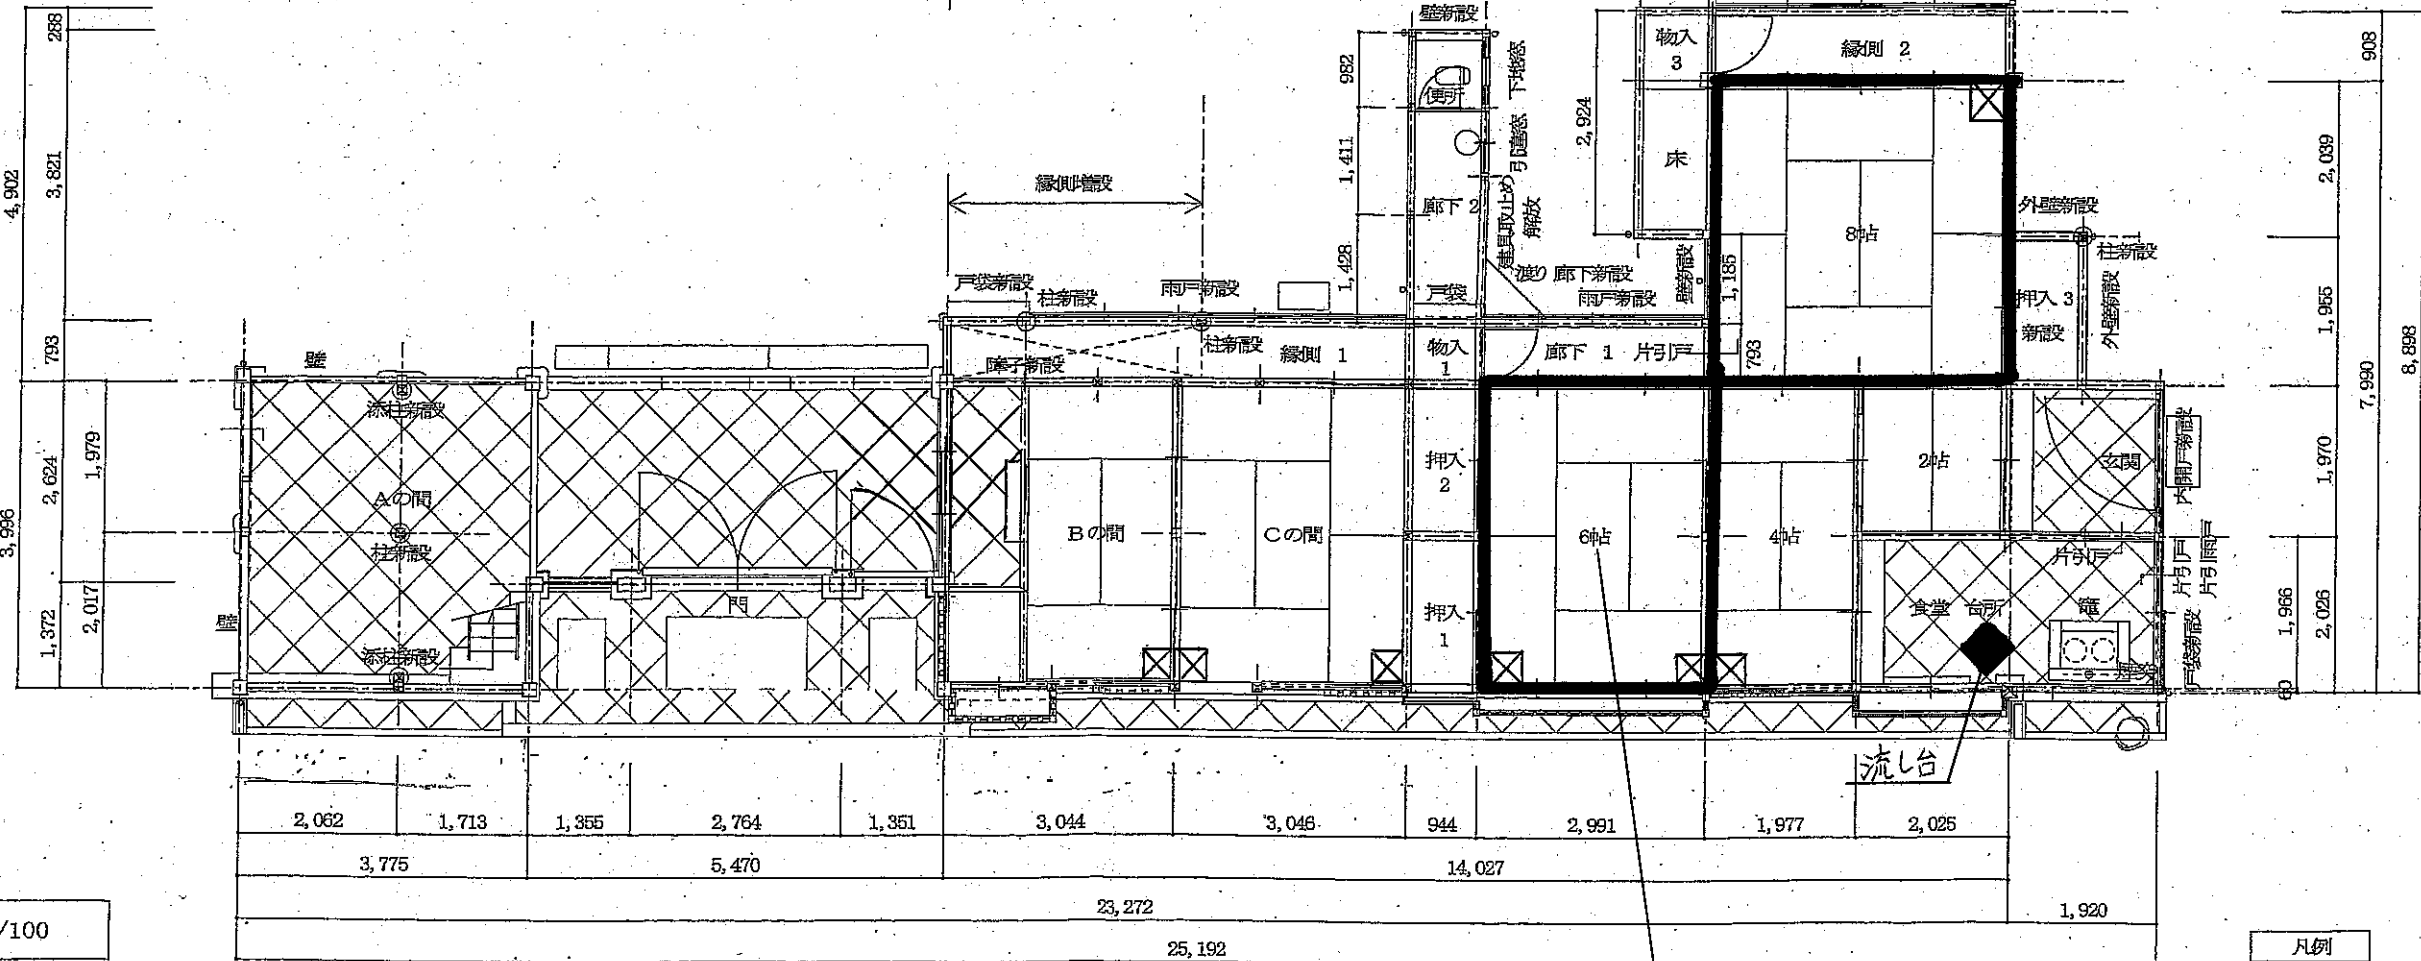 288
3,821
4,902
793
1,979
2,624
3,996
2,017
1,372
壁
添柱新設
Aの間
柱新設
壁
添柱新設
門
縁側増設
戸袋新設
柱新設
雨戸新設
障子新設
柱新設
縁側 1
Bの間
Cの間
壁新設
982
1,411
1,428
便所
廊下 2
戸袋
下地窓
引違窓
建具取止め
解放
渡り廊下新設
雨戸新設
壁新設
物入
1
廊下 1
片引戸
793
1,185
押入
2
押入
1
6帖
4帖
2帖
物入
3
縁側 2
2,924
床
8帖
外壁新設
柱新設
押入 3
新設
外壁新設
玄関
内開戸新設
片引戸
片引戸
片引雨戸
戸袋新設
食堂
台所
竈
流し台
908
2,039
1,955
7,990
8,898
1,970
1,966
2,026
60
2,062
1,713
1,355
2,764
1,351
3,044
3,046
944
2,991
1,977
2,025
3,775
5,470
14,027
23,272
1,920
25,192
/100
凡例